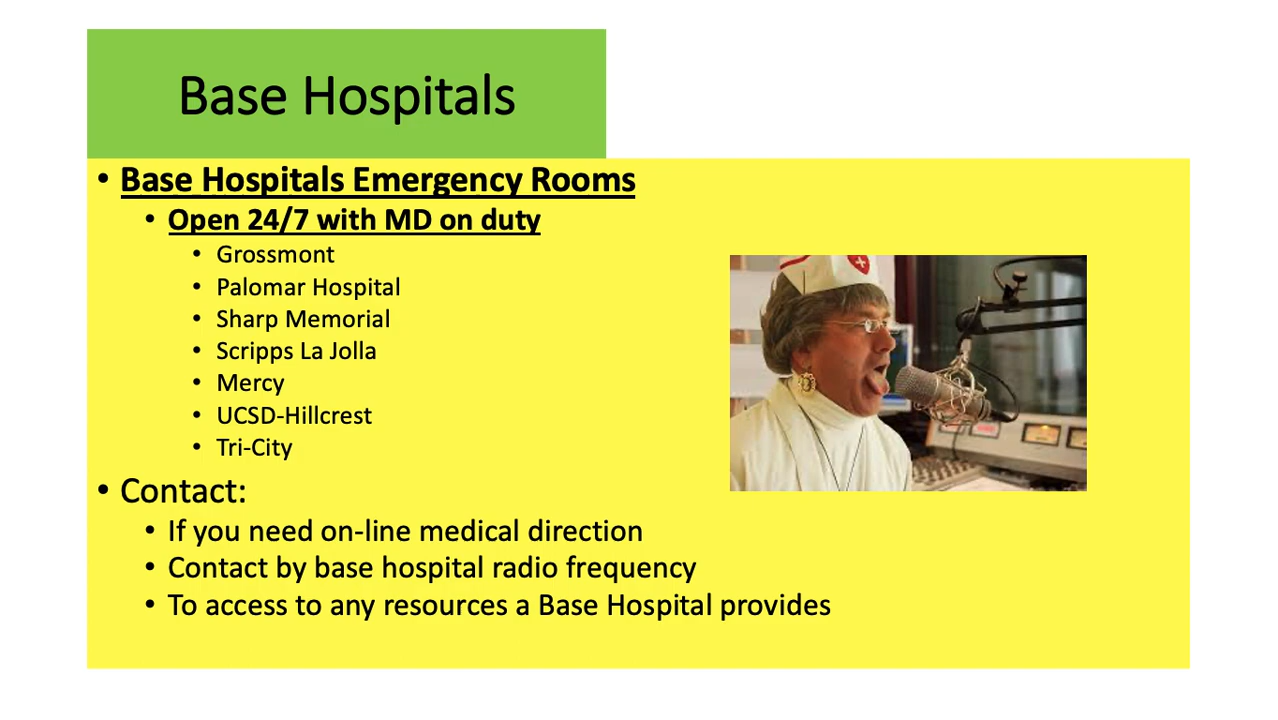 Base Hospitals
• Base Hospitals Emergency Rooms
• Open 24/7 with MD on duty
• Grossmont
• Palomar Hospital
• Sharp Memorial
• Scripps La Jolla
• Mercy
• UCSD-Hillcrest
• Tri-City
• Contact:
• If you need on-line medical direction
• Contact by base hospital radio frequency
• To access to any resources a Base Hospital provides